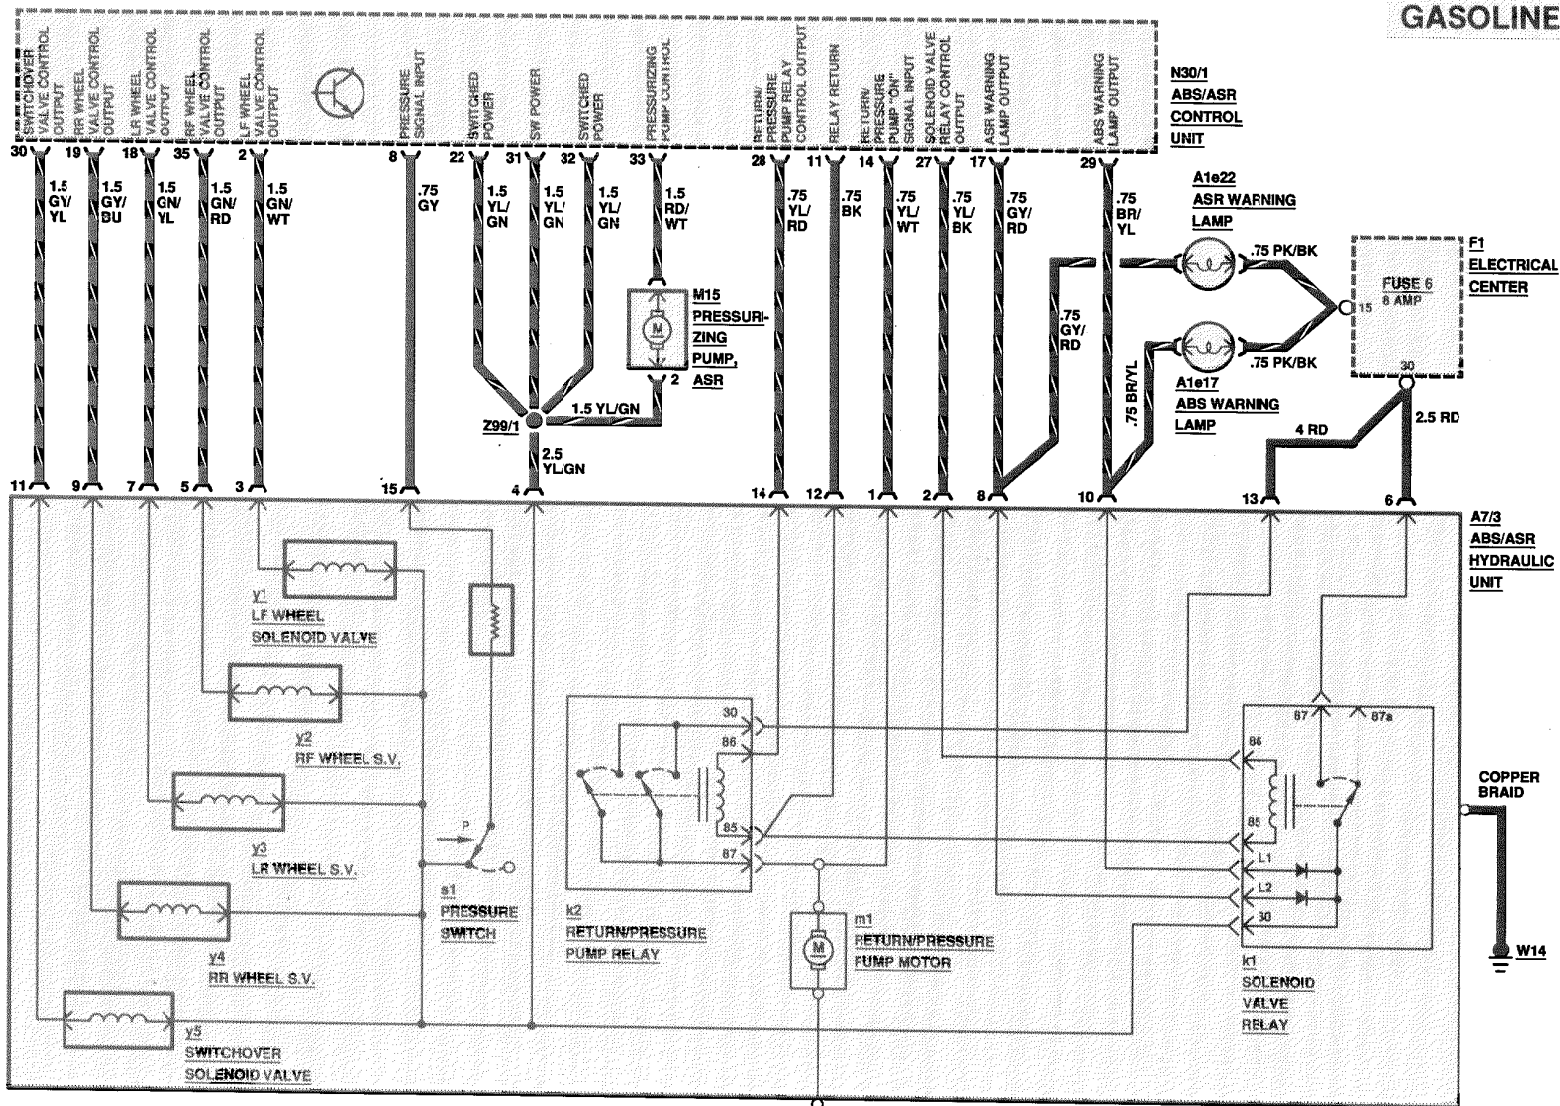 GASOLINE
SWITCHOVER
VALVE CONTROL
OUTPUT
RR WHEEL
VALVE CONTROL
OUTPUT
LR WHEEL
VALVE CONTROL
OUTPUT
RF WHEEL
VALVE CONTROL
OUTPUT
LF WHEEL
VALVE CONTROL
OUTPUT
PRESSURE
SIGNAL INPUT
SWITCHED
POWER
SW POWER
SWITCHED
POWER
PRESSURIZING
PUMP CONTROL
RETURN/
PRESSURE
PUMP RELAY
CONTROL OUTPUT
RELAY RETURN
RETURN/
PRESSURE
PUMP "ON"
SIGNAL INPUT
SOLENOID VALVE
RELAY CONTROL
OUTPUT
ASR WARNING
LAMP OUTPUT
ABS WARNING
LAMP OUTPUT
N30/1
ABS/ASR
CONTROL
UNIT
30 19 18 35 2 8 22 31 32 33 28 11 14 27 17 29
1.5
GY/
YL
1.5
GY/
BU
1.5
GN/
YL
1.5
GN/
RD
1.5
GN/
WT
.75
GY
1.5
YL/
GN
1.5
YL/
GN
1.5
YL/
GN
1.5
RD/
WT
.75
YL/
RD
.75
BK
.75
YL/
WT
.75
YL/
BK
.75
GY/
RD
.75
BR/
YL
A1e22
ASR WARNING
LAMP
.75 PK/BK
F1
ELECTRICAL
CENTER
FUSE 6
8 AMP
15
30
M15
PRESSURI-
ZING
PUMP,
ASR
M
2
.75
GY/
RD
.75 BR/YL
.75 PK/BK
A1e17
ABS WARNING
LAMP
1.5 YL/GN
Z99/1
2.5
YL/GN
4 RD
2.5 RD
11 9 7 5 3 15 4 14 12 1 2 8 10 13 6
A7/3
ABS/ASR
HYDRAULIC
UNIT
y1
LF WHEEL
SOLENOID VALVE
y2
RF WHEEL S.V.
y3
LR WHEEL S.V.
y4
RR WHEEL S.V.
y5
SWITCHOVER
SOLENOID VALVE
P
s1
PRESSURE
SWITCH
30
86
85
87
k2
RETURN/PRESSURE
PUMP RELAY
M
m1
RETURN/PRESSURE
PUMP MOTOR
87 87a
86
85
L1
L2
30
k1
SOLENOID
VALVE
RELAY
COPPER
BRAID
W14